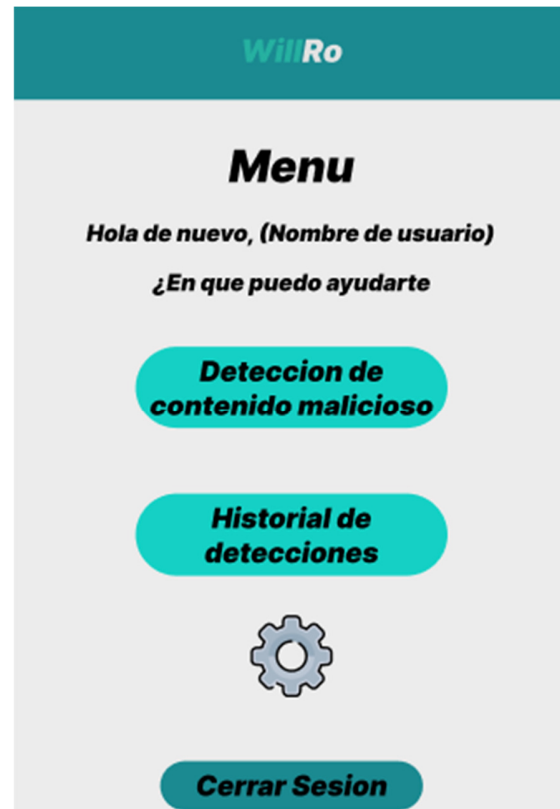 WillRo
Menu
Hola de nuevo, (Nombre de usuario)
¿En que puedo ayudarte
Deteccion de
contenido malicioso
Historial de
detecciones
Cerrar Sesion